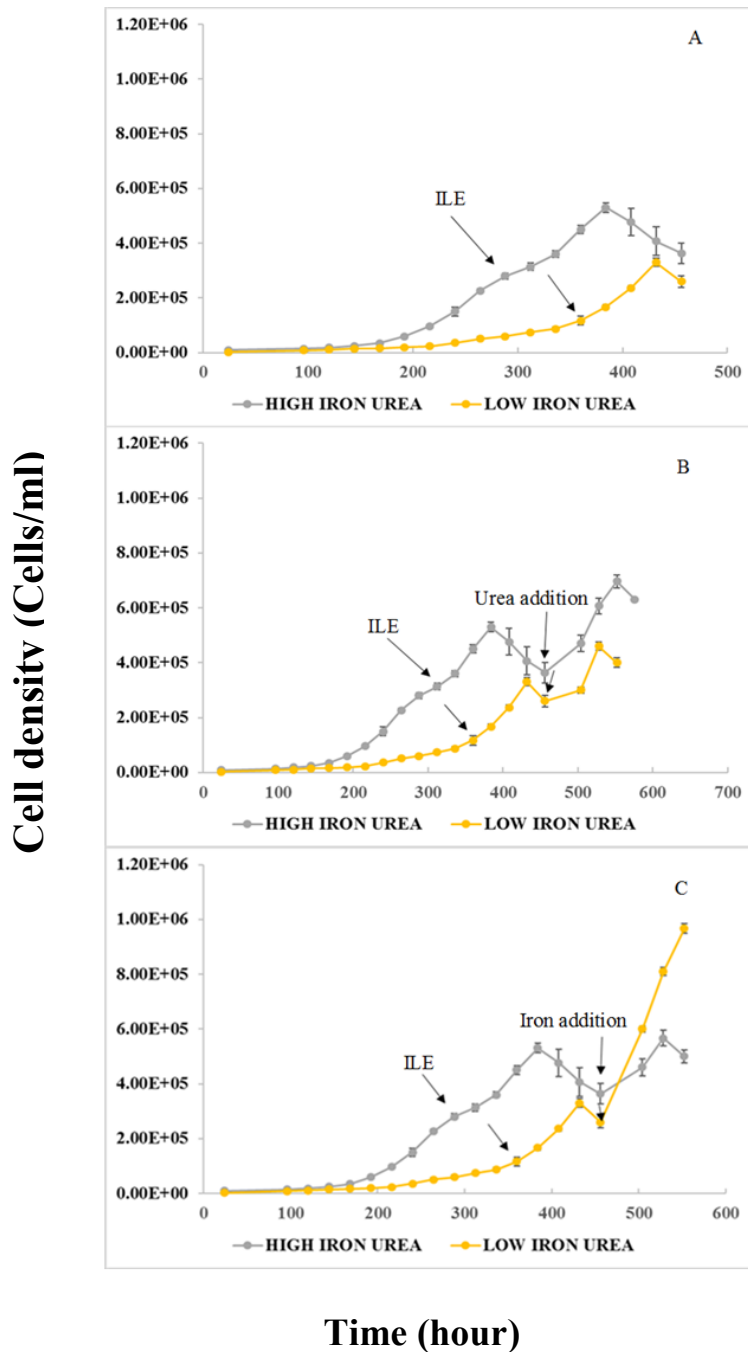 Cell density (Cells/ml)
A
1.20E+06
1.00E+06
8.00E+05
6.00E+05
4.00E+05
2.00E+05
0.00E+00
ILE
0 100 200 300 400 500
HIGH IRON UREA LOW IRON UREA
B
1.20E+06
1.00E+06
8.00E+05
6.00E+05
4.00E+05
2.00E+05
0.00E+00
Urea addition
ILE
0 100 200 300 400 500 600 700
HIGH IRON UREA LOW IRON UREA
C
1.20E+06
1.00E+06
8.00E+05
6.00E+05
4.00E+05
2.00E+05
0.00E+00
Iron addition
ILE
0 100 200 300 400 500 600
HIGH IRON UREA LOW IRON UREA
Time (hour)